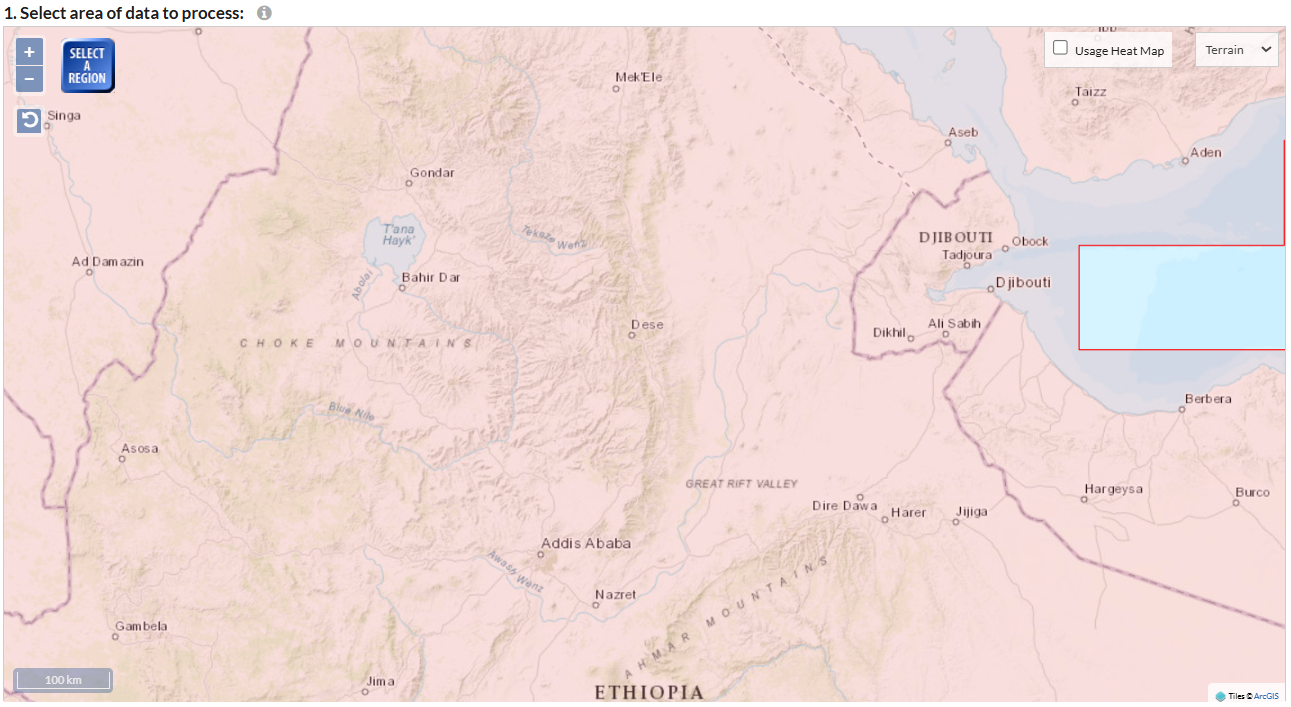 1. Select area of data to process:
+
SELECT
A
REGION
–
Usage Heat Map
Terrain
Mek'Ele
Taizz
Singa
Aseb
Aden
Gondar
T'ana
Hayk'
Tekeze Wenz
DJIBOUTI
Obock
Tadjoura
Ad Damazin
Bahir Dar
Abolai
Djibouti
Dese
Ali Sabih
Dikhil
CHOKE MOUNTAINS
Blue Nile
Berbera
Asosa
GREAT RIFT VALLEY
Hargeysa
Burco
Dire Dawa
Harer
Jijiga
Addis Ababa
Awash Wenz
Nazret
AHMAR MOUNTAINS
Gambela
100 km
Jima
ETHIOPIA
Tiles © ArcGIS